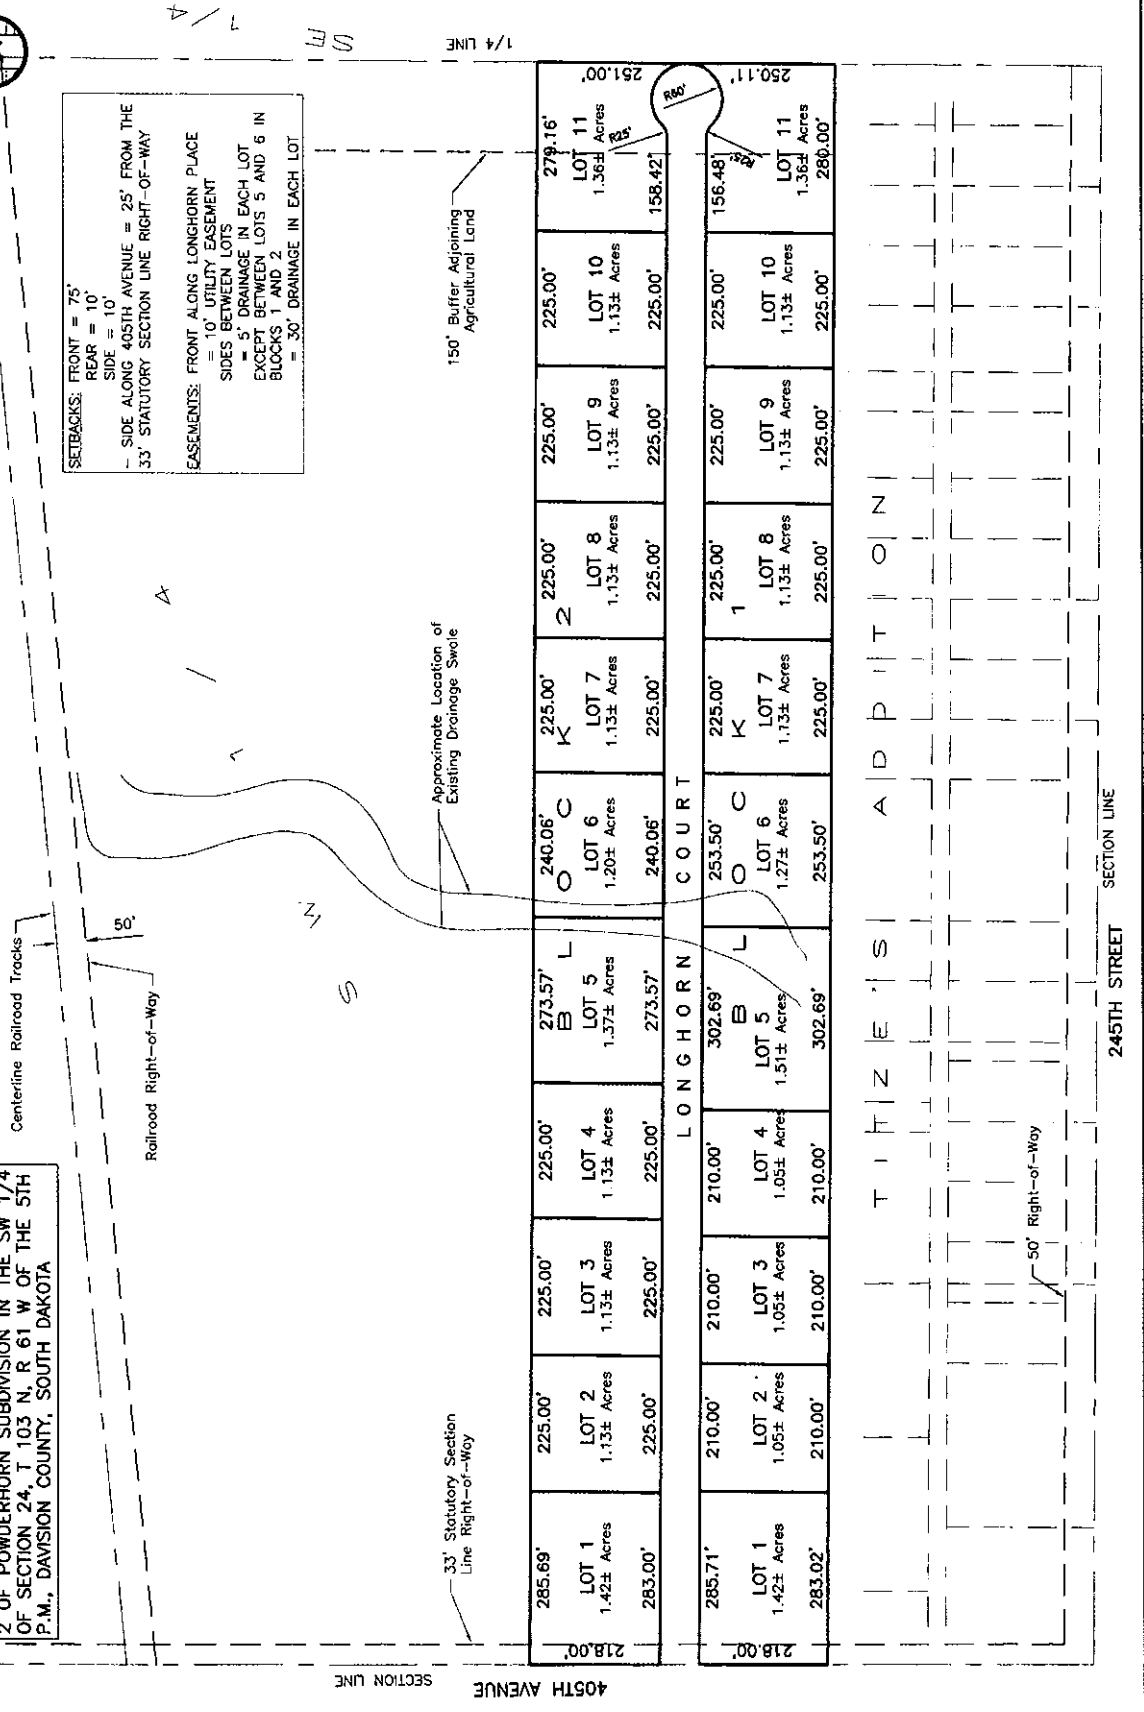 2 OF POWDERHORN SUBDIVISION IN THE SW 1/4
OF SECTION 24, T 103 N, R 61 W OF THE 5TH
P.M., DAVISION COUNTY, SOUTH DAKOTA
Centerline Railroad Tracks
50'
Railroad Right-of-Way
SETBACKS: FRONT = 75'
REAR = 10'
SIDE = 10'
- SIDE ALONG 405TH AVENUE = 25' FROM THE
33' STATUTORY SECTION LINE RIGHT-OF-WAY
EASEMENTS: FRONT ALONG LONGHORN PLACE
= 10' UTILITY EASEMENT
SIDES BETWEEN LOTS
= 5' DRAINAGE IN EACH LOT
EXCEPT BETWEEN LOTS 5 AND 6 IN
BLOCKS 1 AND 2
= 30' DRAINAGE IN EACH LOT
SW 1/4
SE 1/4
1/4 LINE
33' Statutory Section
Line Right-of-Way
Approximate Location of
Existing Drainage Swale
150' Buffer Adjoining
Agricultural Land
SECTION LINE
405TH AVENUE
BLOCK 2
285.69' 225.00' 225.00' 225.00' 273.57' 240.06' 225.00' 225.00' 225.00' 225.00' 279.16'
LOT 1 LOT 2 LOT 3 LOT 4 LOT 5 LOT 6 LOT 7 LOT 8 LOT 9 LOT 10 LOT 11
1.42± Acres 1.13± Acres 1.13± Acres 1.13± Acres 1.37± Acres 1.20± Acres 1.13± Acres 1.13± Acres 1.13± Acres 1.13± Acres 1.36± Acres
283.00' 225.00' 225.00' 225.00' 273.57' 240.06' 225.00' 225.00' 225.00' 225.00' 158.42'
218.00'
251.00'
R25'
R60'
LONGHORN COURT
BLOCK 1
285.71' 210.00' 210.00' 210.00' 302.69' 253.50' 225.00' 225.00' 225.00' 225.00' 156.48'
LOT 1 LOT 2 LOT 3 LOT 4 LOT 5 LOT 6 LOT 7 LOT 8 LOT 9 LOT 10 LOT 11
1.42± Acres 1.05± Acres 1.05± Acres 1.05± Acres 1.51± Acres 1.27± Acres 1.13± Acres 1.13± Acres 1.13± Acres 1.13± Acres 1.36± Acres
283.02' 210.00' 210.00' 210.00' 302.69' 253.50' 225.00' 225.00' 225.00' 225.00' 280.00'
218.00'
250.11'
R25'
TITZE'S ADDITION
50' Right-of-Way
245TH STREET
SECTION LINE